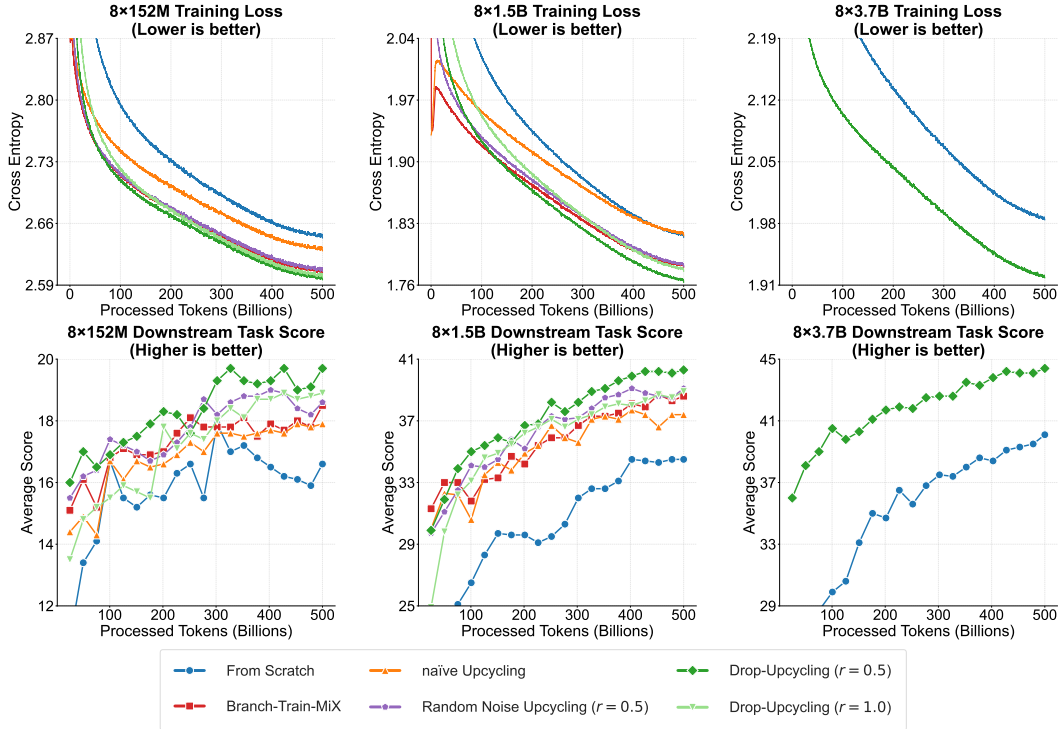 8×152M Training Loss
(Lower is better)
Cross Entropy
2.87
2.80
2.73
2.66
2.59
0 100 200 300 400 500
Processed Tokens (Billions)
8×1.5B Training Loss
(Lower is better)
Cross Entropy
2.04
1.97
1.90
1.83
1.76
0 100 200 300 400 500
Processed Tokens (Billions)
8×3.7B Training Loss
(Lower is better)
Cross Entropy
2.19
2.12
2.05
1.98
1.91
0 100 200 300 400 500
Processed Tokens (Billions)
8×152M Downstream Task Score
(Higher is better)
Average Score
20
18
16
14
12
100 200 300 400 500
Processed Tokens (Billions)
8×1.5B Downstream Task Score
(Higher is better)
Average Score
41
37
33
29
25
100 200 300 400 500
Processed Tokens (Billions)
8×3.7B Downstream Task Score
(Higher is better)
Average Score
45
41
37
33
29
100 200 300 400 500
Processed Tokens (Billions)
From Scratch
Branch-Train-MiX
naïve Upcycling
Random Noise Upcycling (r = 0.5)
Drop-Upcycling (r = 0.5)
Drop-Upcycling (r = 1.0)